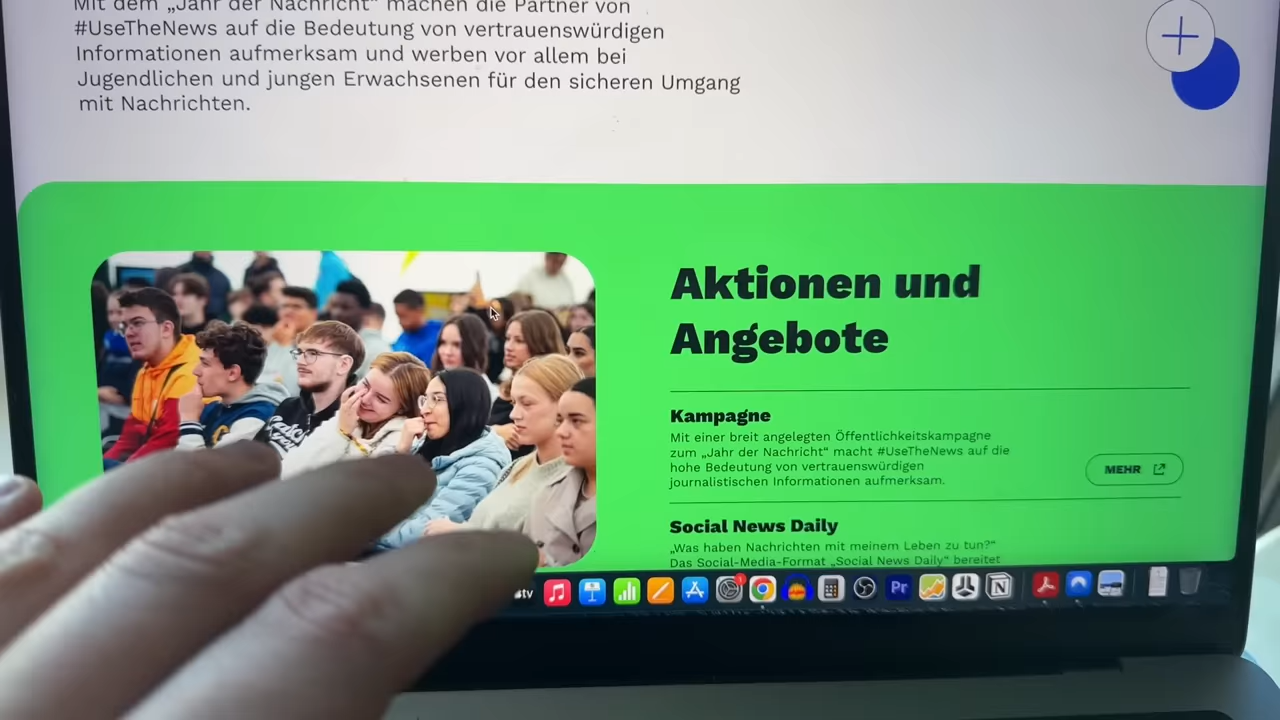 Mit dem „Jahr der Nachricht“ machen die Partner von
#UseTheNews auf die Bedeutung von vertrauenswürdigen
Informationen aufmerksam und werben vor allem bei
Jugendlichen und jungen Erwachsenen für den sicheren Umgang
mit Nachrichten.
Aktionen und
Angebote
Kampagne
Mit einer breit angelegten Öffentlichkeitskampagne
zum „Jahr der Nachricht“ macht #UseTheNews auf die
hohe Bedeutung von vertrauenswürdigen
journalistischen Informationen aufmerksam.
MEHR
Social News Daily
„Was haben Nachrichten mit meinem Leben zu tun?“
Das Social-Media-Format „Social News Daily“ bereitet
tv
1
Pr
N